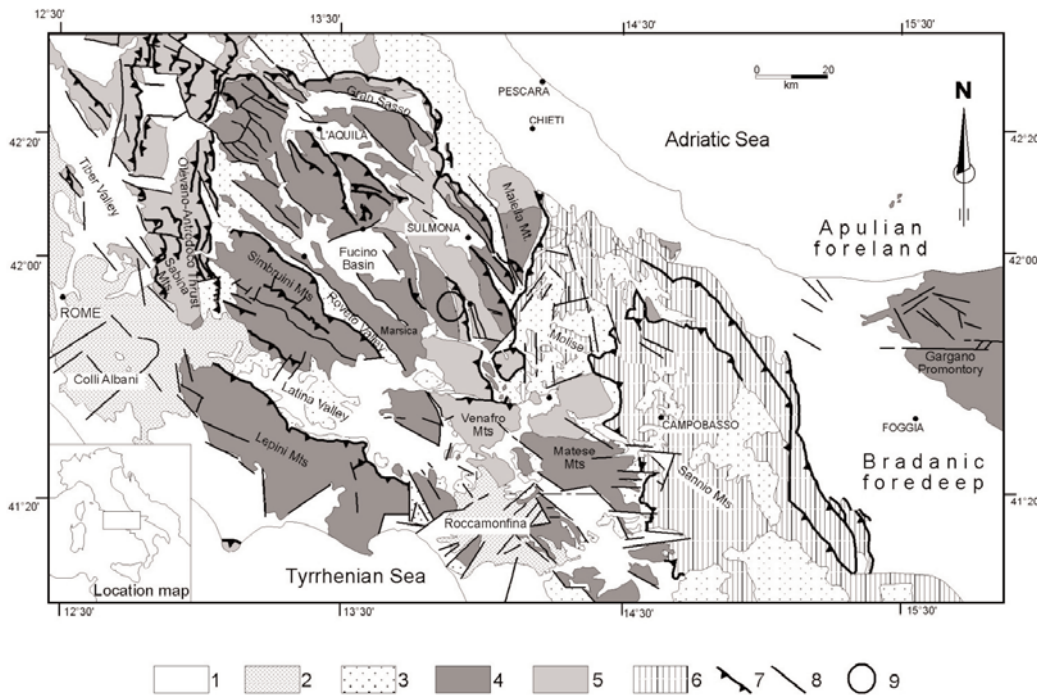 12°30'
13°30'
14°30'
15°30'
42°20'
42°00'
41°20'
42°20'
42°00'
41°20'
0 20
km
N
PESCARA
CHIETI
Adriatic Sea
Gran Sasso
L'AQUILA
Tiber Valley
Olevano-Antrodoco Thrust
Sabina
Mts.
Maiella Mt.
SULMONA
Fucino
Basin
Apulian
foreland
Simbruini Mts
Roveto Valley
Marsica
ROME
Colli Albani
Molise
Gargano
Promontory
Latina Valley
Lepini Mts
Venafro
Mts
CAMPOBASSO
FOGGIA
Matese
Mts
Sannio Mts
Bradanic
foredeep
Roccamonfina
Tyrrhenian Sea
Location map
12°30'
13°30'
14°30'
15°30'
1 2 3 4 5 6 7 8 9